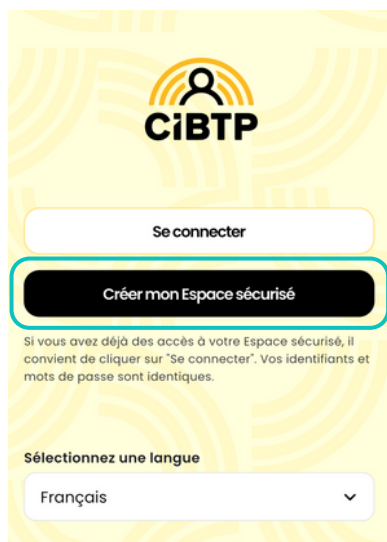 CiBTP
Se connecter
Créer mon Espace sécurisé
Si vous avez déjà des accès à votre Espace sécurisé, il
convient de cliquer sur "Se connecter". Vos identifiants et
mots de passe sont identiques.
Sélectionnez une langue
Français